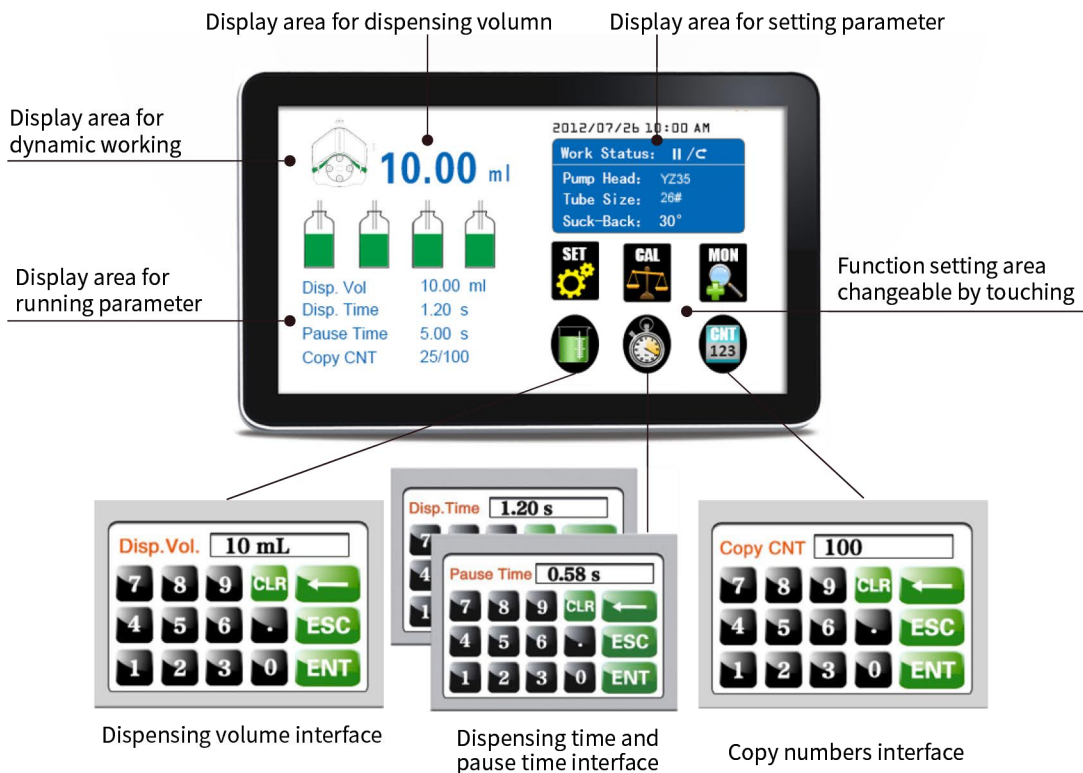 Display area for dispensing volumn
Display area for setting parameter
Display area for
dynamic working
2012/07/26 10:00 AM
10.00 ml
Work Status: II /
Pump Head: YZ35
Tube Size: 26#
Suck-Back: 30°
SET
CAL
MON
Display area for
running parameter
Disp. Vol 10.00 ml
Disp. Time 1.20 s
Pause Time 5.00 s
Copy CNT 25/100
Function setting area
changeable by touching
CNT
123
Disp.Vol. 10 mL
7 8 9 CLR ←
4 5 6 . ESC
1 2 3 0 ENT
Dispensing volume interface
Disp.Time 1.20 s
7
4
1
Pause Time 0.58 s
7 8 9 CLR ←
4 5 6 . ESC
1 2 3 0 ENT
Dispensing time and
pause time interface
Copy CNT 100
7 8 9 CLR ←
4 5 6 . ESC
1 2 3 0 ENT
Copy numbers interface